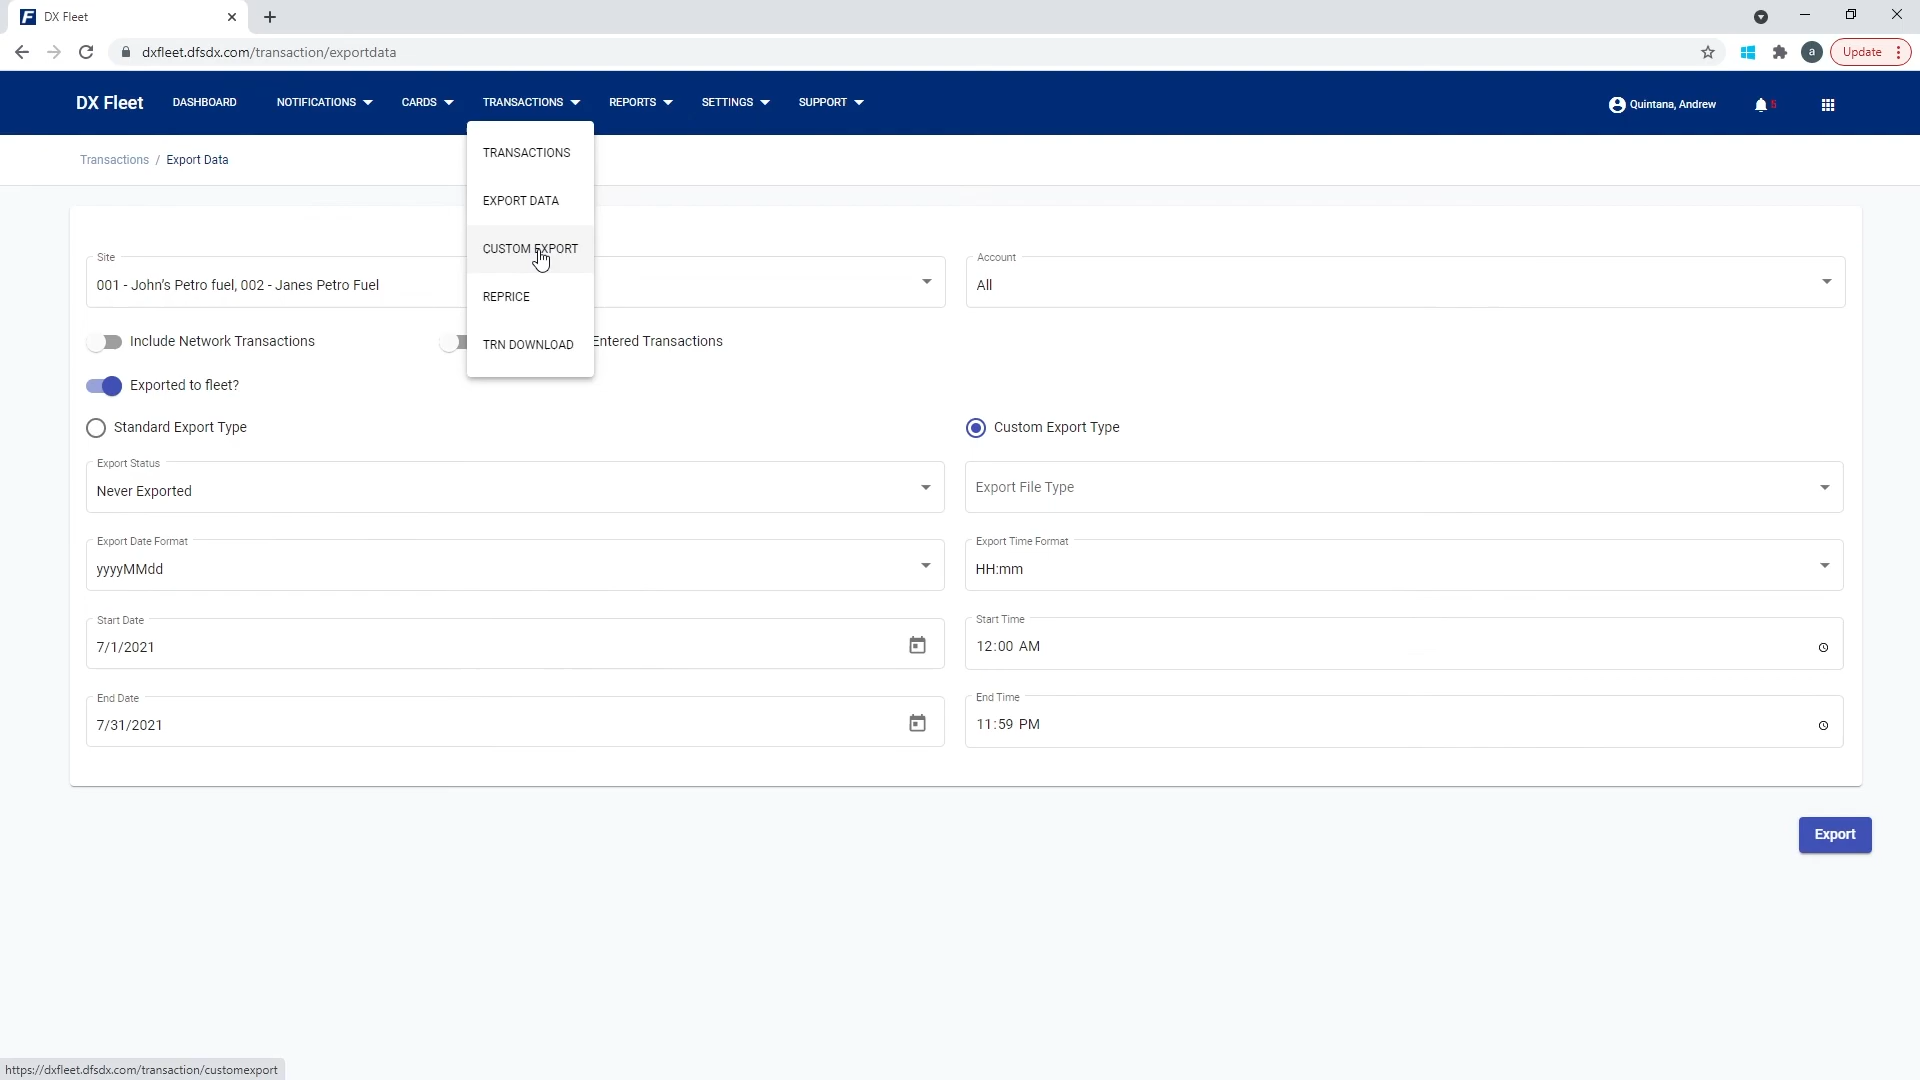 DX Fleet
dxfleet.dfsdx.com/transaction/exportdata
a
Update
DX Fleet
DASHBOARD
NOTIFICATIONS
CARDS
TRANSACTIONS
REPORTS
SETTINGS
SUPPORT
Quintana, Andrew
5
Transactions / Export Data
TRANSACTIONS
EXPORT DATA
CUSTOM EXPORT
REPRICE
TRN DOWNLOAD
Site
001 - John's Petro fuel, 002 - Janes Petro Fuel
Account
All
Include Network Transactions
Entered Transactions
Exported to fleet?
Standard Export Type
Custom Export Type
Export Status
Never Exported
Export File Type
Export Date Format
yyyyMMdd
Export Time Format
HH:mm
Start Date
7/1/2021
Start Time
12:00 AM
End Date
7/31/2021
End Time
11:59 PM
Export
https://dxfleet.dfsdx.com/transaction/customexport